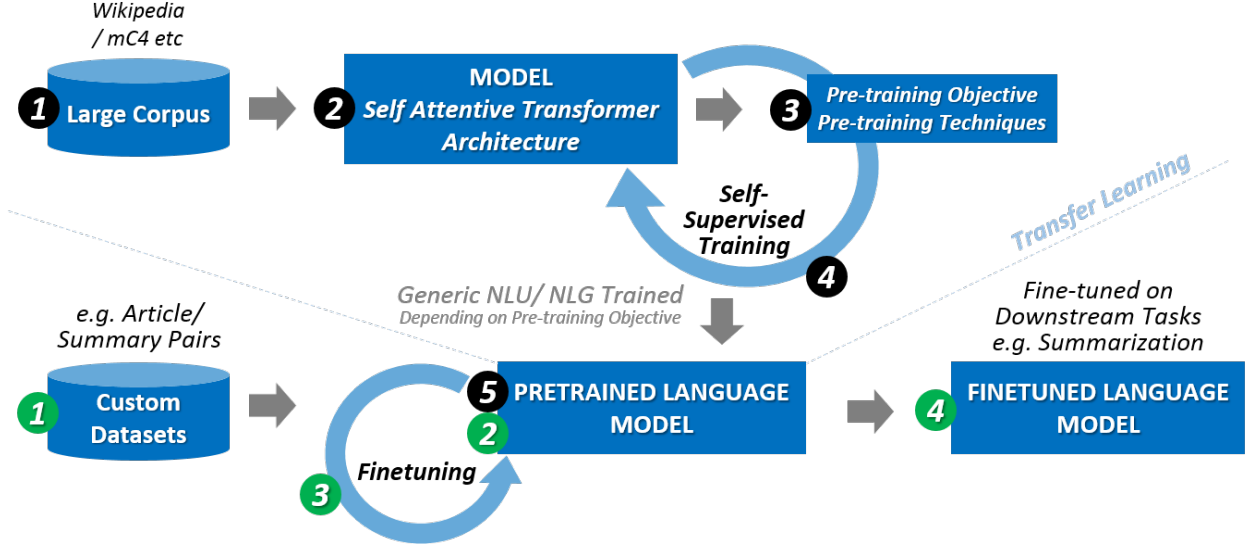 Wikipedia
/ mC4 etc
1
Large Corpus
2
MODEL
Self Attentive Transformer
Architecture
3
Pre-training Objective
Pre-training Techniques
Self-
Supervised
Training
4
Transfer Learning
Generic NLU/ NLG Trained
Depending on Pre-training Objective
e.g. Article/
Summary Pairs
1
Custom
Datasets
Finetuning
3
5
2
PRETRAINED LANGUAGE
MODEL
Fine-tuned on
Downstream Tasks
e.g. Summarization
4
FINETUNED LANGUAGE
MODEL